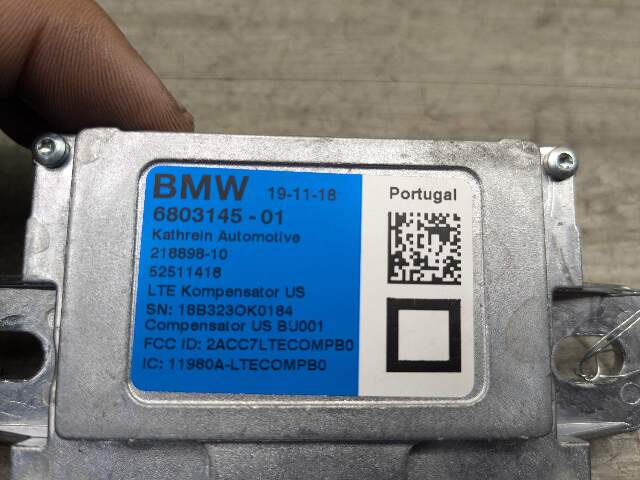 BMW 19-11-18
6803145 - 01
Kathrein Automotive
218898-10
52511418
LTE Kompensator US
SN: 18B323OK0184
Compensator US BU001
FCC ID: 2ACC7LTECOMPB0
IC: 11980A-LTECOMPB0
Portugal